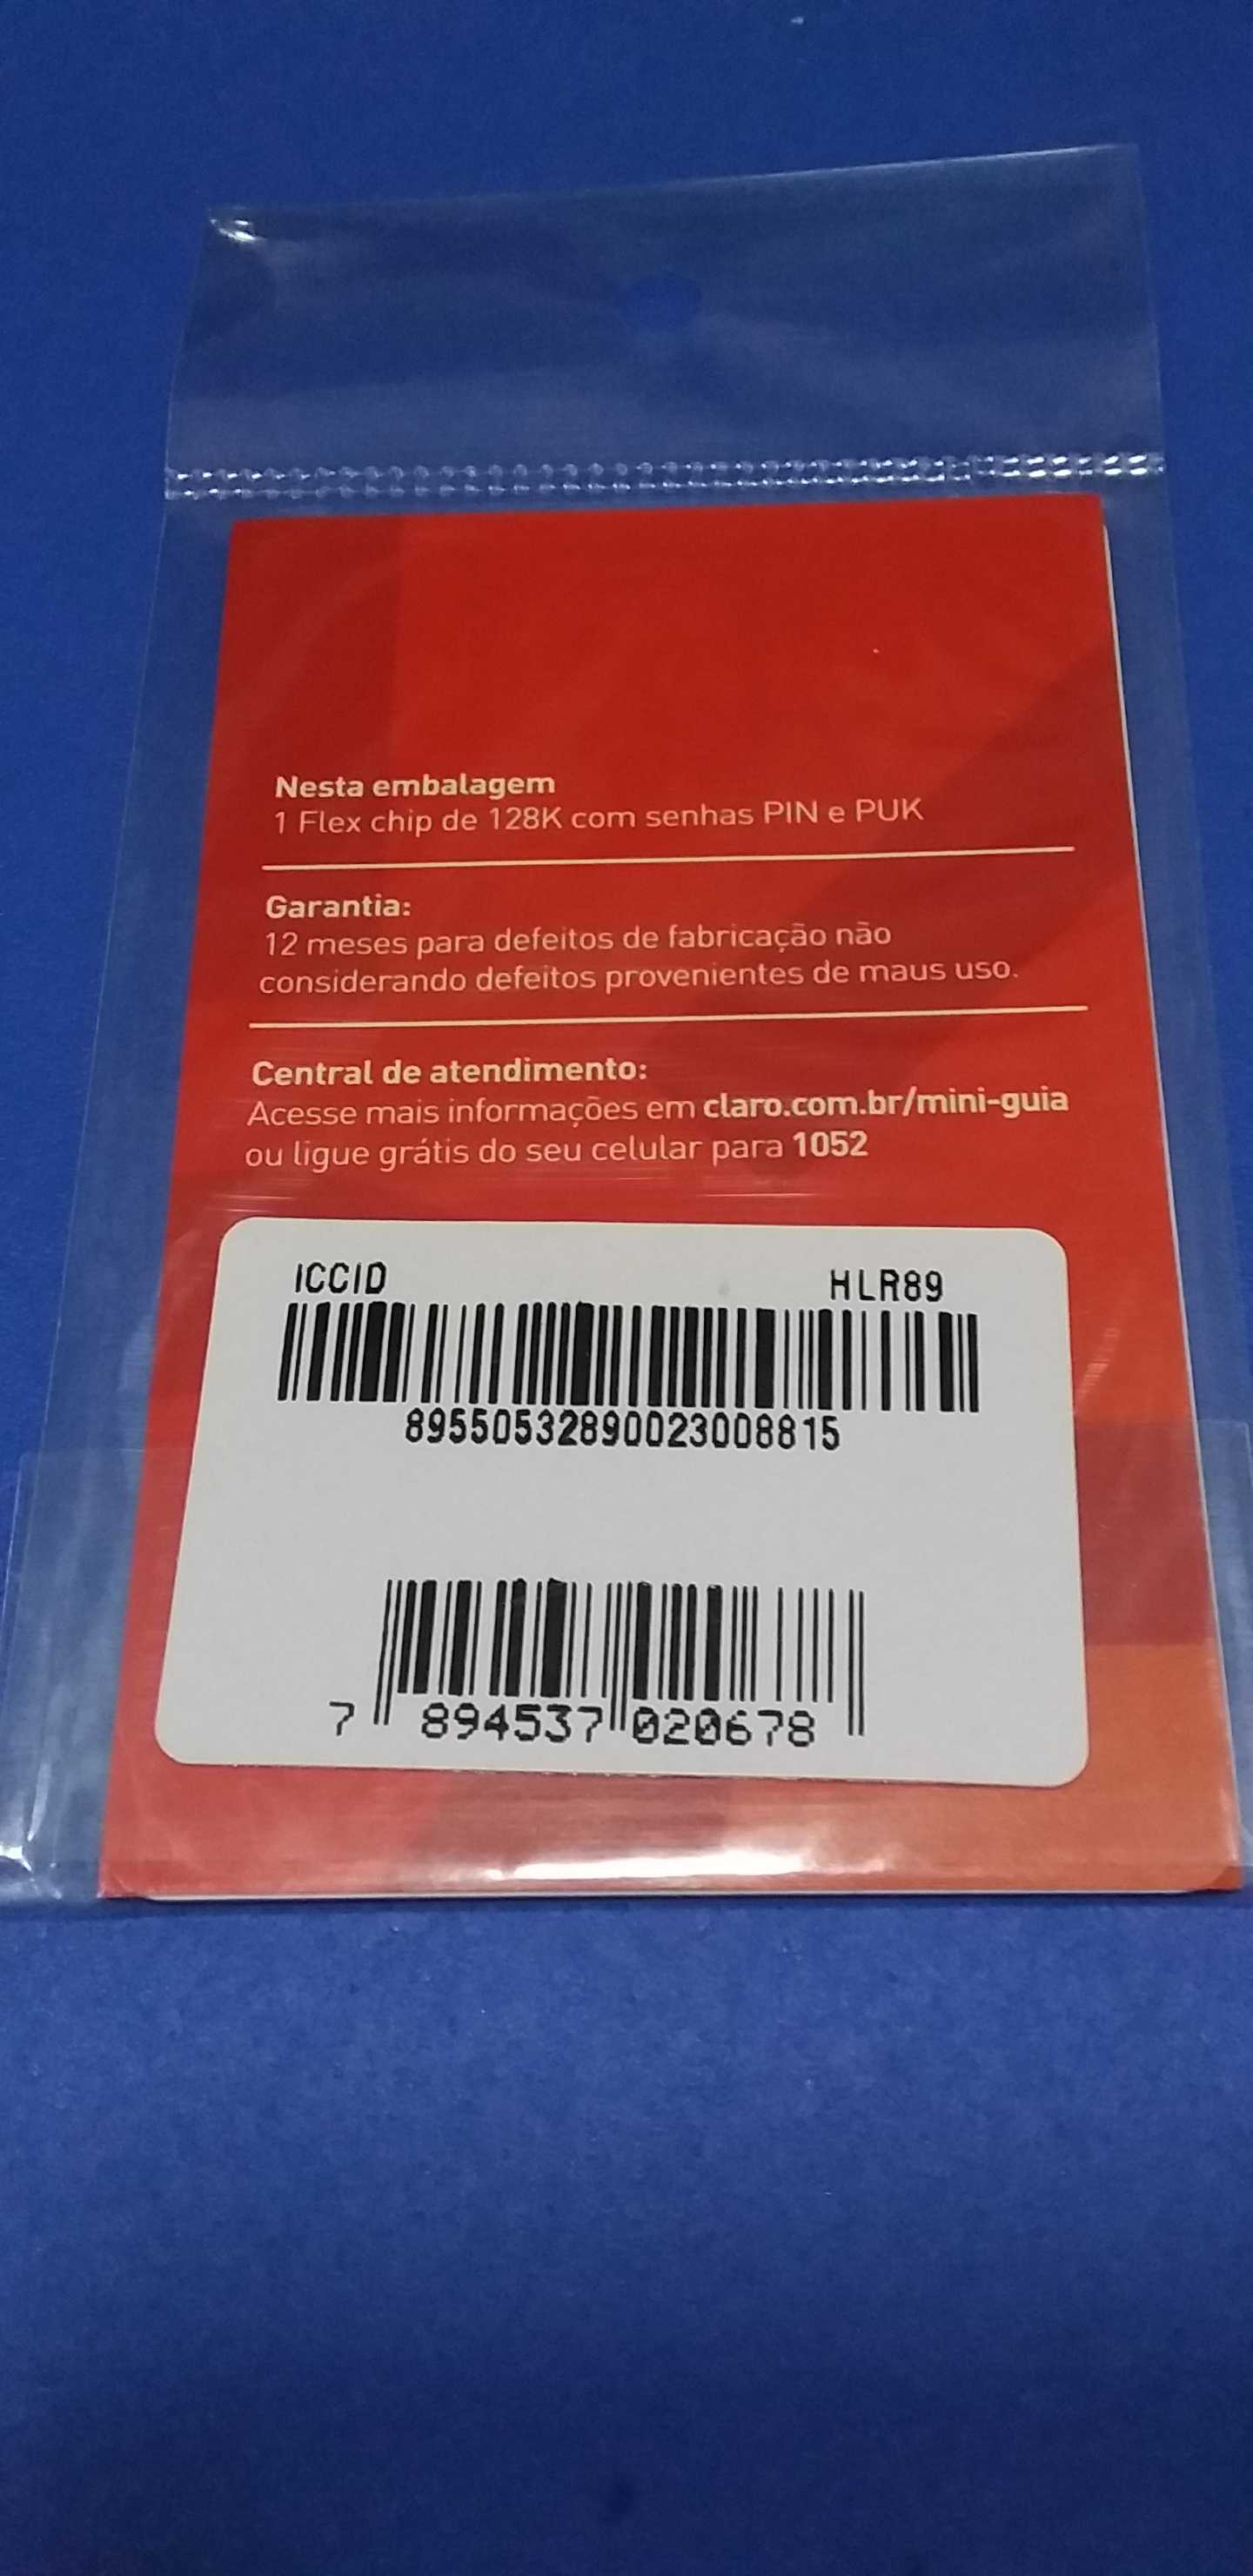 Nesta embalagem
1 Flex chip de 128K com senhas PIN e PUK
Garantia:
12 meses para defeitos de fabricação não
considerando defeitos provenientes de maus uso.
Central de atendimento:
Acesse mais informações em claro.com.br/mini-guia
ou ligue grátis do seu celular para 1052
ICCID HLR89
89550532890023008815
7 894537 020678